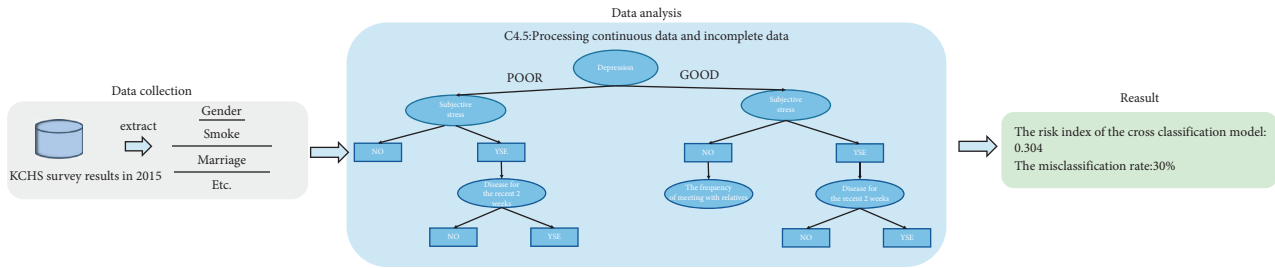 Data collection
KCHS survey results in 2015
extract
Gender
Smoke
Marriage
Etc.
Data analysis
C4.5:Processing continuous data and incomplete data
Depression
POOR
GOOD
Subjective
stress
Subjective
stress
NO
YSE
NO
YSE
Disease for
the recent 2
weeks
The frequency
of meeting with relatives
Disease for
the recent 2 weeks
NO
YSE
NO
YSE
Reasult
The risk index of the cross classification model:
0.304
The misclassification rate:30%